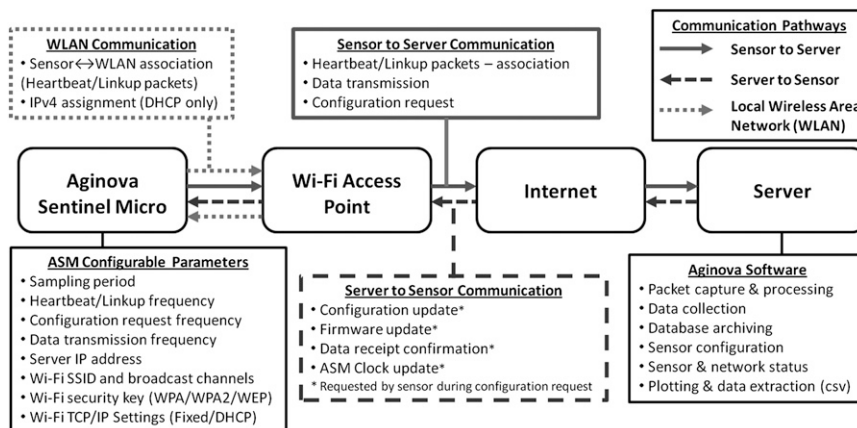 WLAN Communication
• Sensor↔WLAN association
(Heartbeat/Linkup packets)
• IPv4 assignment (DHCP only)
Sensor to Server Communication
• Heartbeat/Linkup packets – association
• Data transmission
• Configuration request
Communication Pathways
Sensor to Server
Server to Sensor
Local Wireless Area
Network (WLAN)
Aginova
Sentinel Micro
Wi-Fi Access
Point
Internet
Server
ASM Configurable Parameters
• Sampling period
• Heartbeat/Linkup frequency
• Configuration request frequency
• Data transmission frequency
• Server IP address
• Wi-Fi SSID and broadcast channels
• Wi-Fi security key (WPA/WPA2/WEP)
• Wi-Fi TCP/IP Settings (Fixed/DHCP)
Server to Sensor Communication
• Configuration update*
• Firmware update*
• Data receipt confirmation*
• ASM Clock update*
* Requested by sensor during configuration request
Aginova Software
• Packet capture & processing
• Data collection
• Database archiving
• Sensor configuration
• Sensor & network status
• Plotting & data extraction (csv)